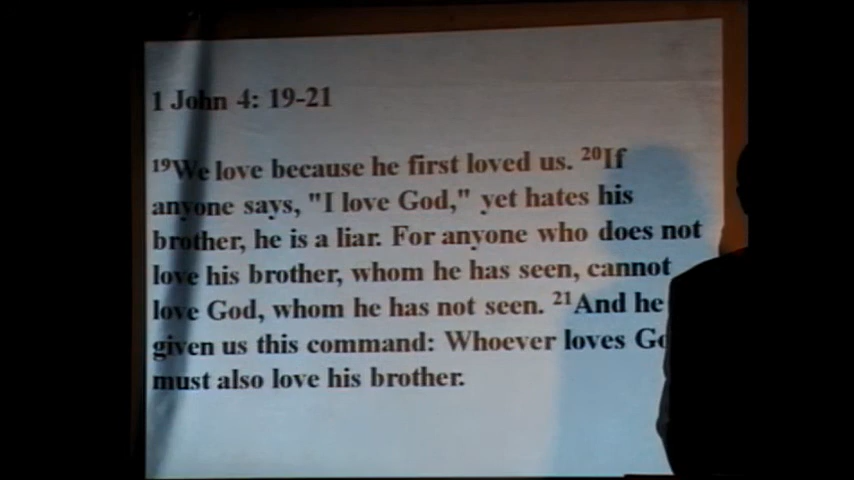 1 John 4: 19-21
19We love because he first loved us. 20If
anyone says, "I love God," yet hates his
brother, he is a liar. For anyone who does not
love his brother, whom he has seen, cannot
love God, whom he has not seen. 21And he
given us this command: Whoever loves
must also love his brother.